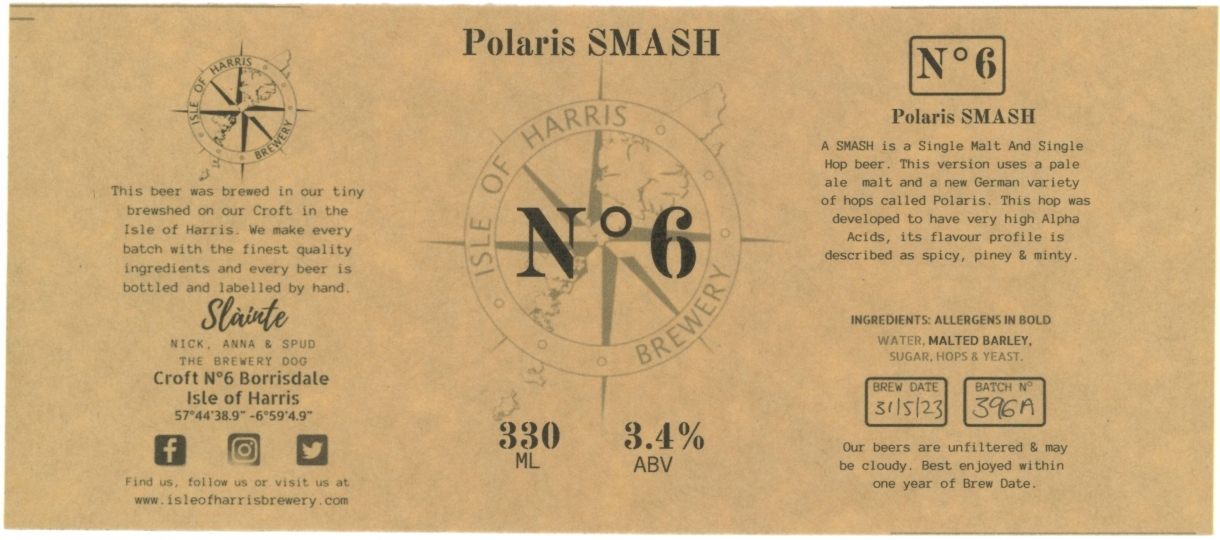 ISLE OF HARRIS
BREWERY
This beer was brewed in our tiny
brewshed on our Croft in the
Isle of Harris. We make every
batch with the finest quality
ingredients and every beer is
bottled and labelled by hand.
Slàinte
NICK, ANNA & SPUD
THE BREWERY DOG
Croft N°6 Borrisdale
Isle of Harris
57°44'38.9" -6°59'4.9"
Find us, follow us or visit us at
www.isleofharrisbrewery.com
Polaris SMASH
ISLE OF HARRIS
BREWERY
N°6
330
ML
3.4%
ABV
N°6
Polaris SMASH
A SMASH is a Single Malt And Single
Hop beer. This version uses a pale
ale malt and a new German variety
of hops called Polaris. This hop was
developed to have very high Alpha
Acids, its flavour profile is
described as spicy, piney & minty.
INGREDIENTS: ALLERGENS IN BOLD
WATER, MALTED BARLEY,
SUGAR, HOPS & YEAST.
BREW DATE
31/5/23
BATCH N°
396A
Our beers are unfiltered & may
be cloudy. Best enjoyed within
one year of Brew Date.